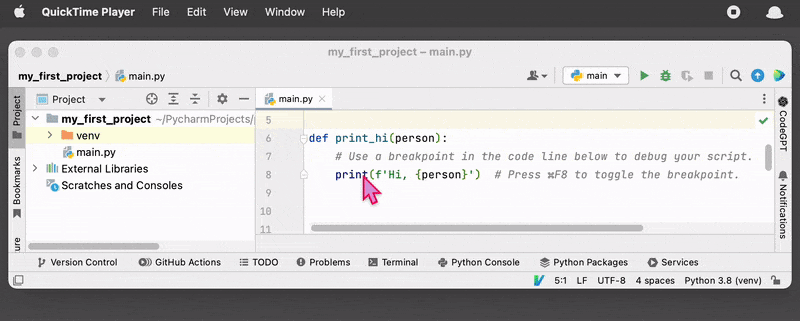 QuickTime Player File Edit View Window Help
my_first_project – main.py
my_first_project 〉 main.py
main
Project
Project
main.py
my_first_project ~/PycharmProjects/
venv
main.py
External Libraries
Scratches and Consoles
Bookmarks
ure
5
6 def print_hi(person):
7 # Use a breakpoint in the code line below to debug your script.
8 print(f'Hi, {person}') # Press ⌘F8 to toggle the breakpoint.
9
10
11
CodeGPT
Notifications
Version Control GitHub Actions TODO Problems Terminal Python Console Python Packages Services
5:1 LF UTF-8 4 spaces Python 3.8 (venv)